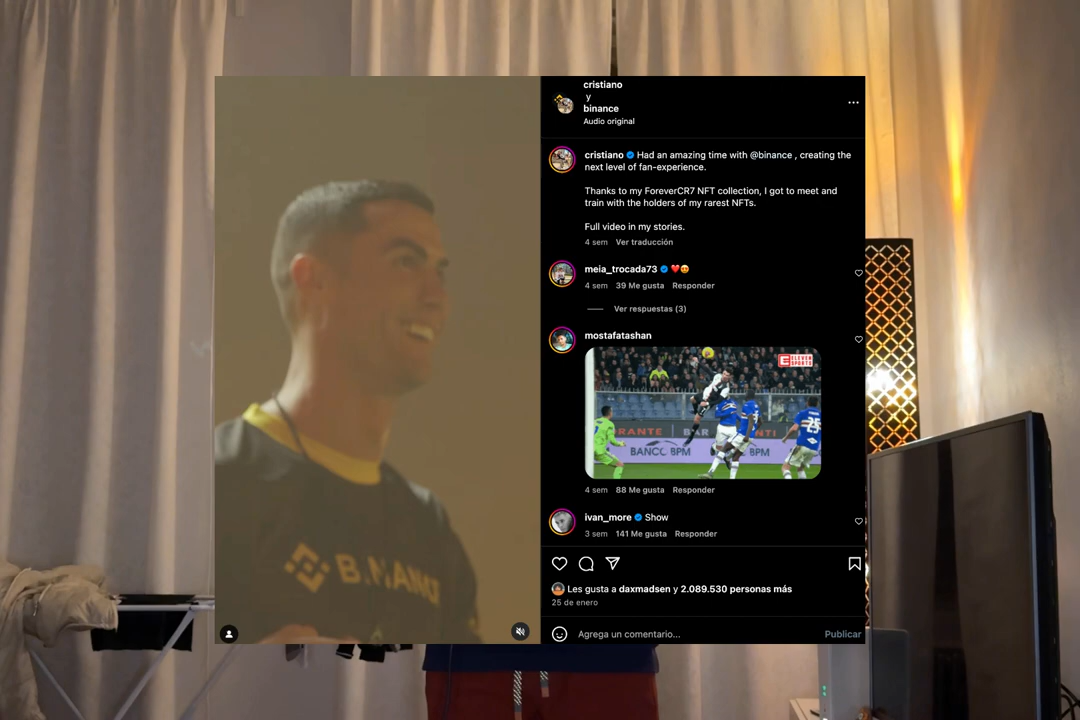 cristiano
y
binance
Audio original
cristiano Had an amazing time with @binance , creating the
next level of fan-experience.
Thanks to my ForeverCR7 NFT collection, I got to meet and
train with the holders of my rarest NFTs.
Full video in my stories.
4 sem Ver traducción
meia_trocada73 ❤️😍
4 sem 39 Me gusta Responder
Ver respuestas (3)
mostafatashan
ELEVEN
SPORTS
BANCO BPM
BPM
25
4 sem 88 Me gusta Responder
ivan_more Show
3 sem 141 Me gusta Responder
BINANCE
Les gusta a daxmadsen y 2.089.530 personas más
25 de enero
Agrega un comentario... Publicar